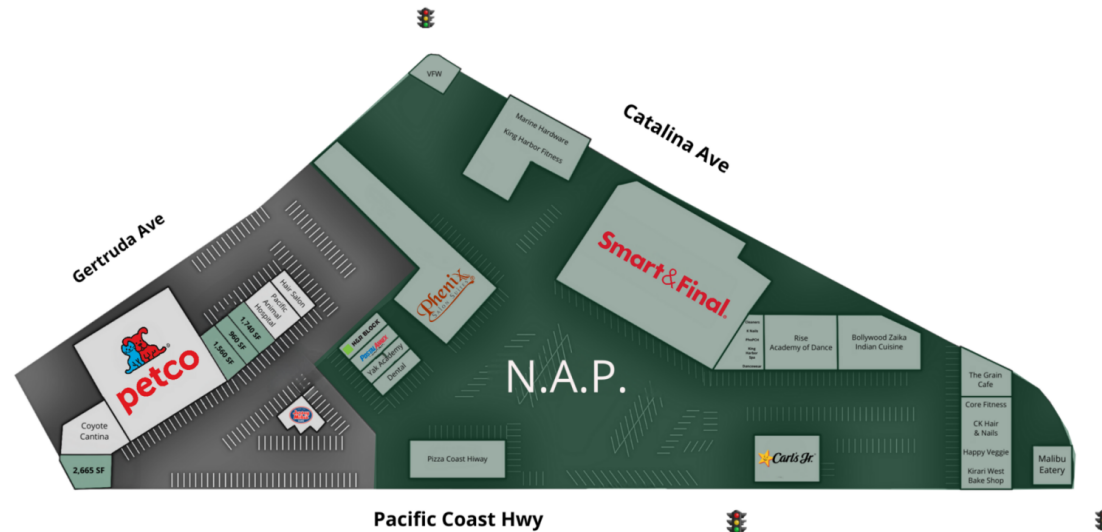 VFW
Catalina Ave
Marine Hardware
King Harbor Fitness
Gertruda Ave
Smart&Final.
Phenix
Hair Salon
Pacific
Animal
Hospital
1,740 SF
960 SF
1,560 SF
petco
H&R BLOCK
Yak Academy
Dental
N.A.P.
Rise
Academy of Dance
Bollywood Zaika
Indian Cuisine
The Grain
Cafe
Core Fitness
CK Hair
& Nails
Happy Veggie
Kirari West
Bake Shop
Malibu
Eatery
Coyote
Cantina
2,665 SF
Pizza Coast Hiway
Carl's Jr.
Pacific Coast Hwy